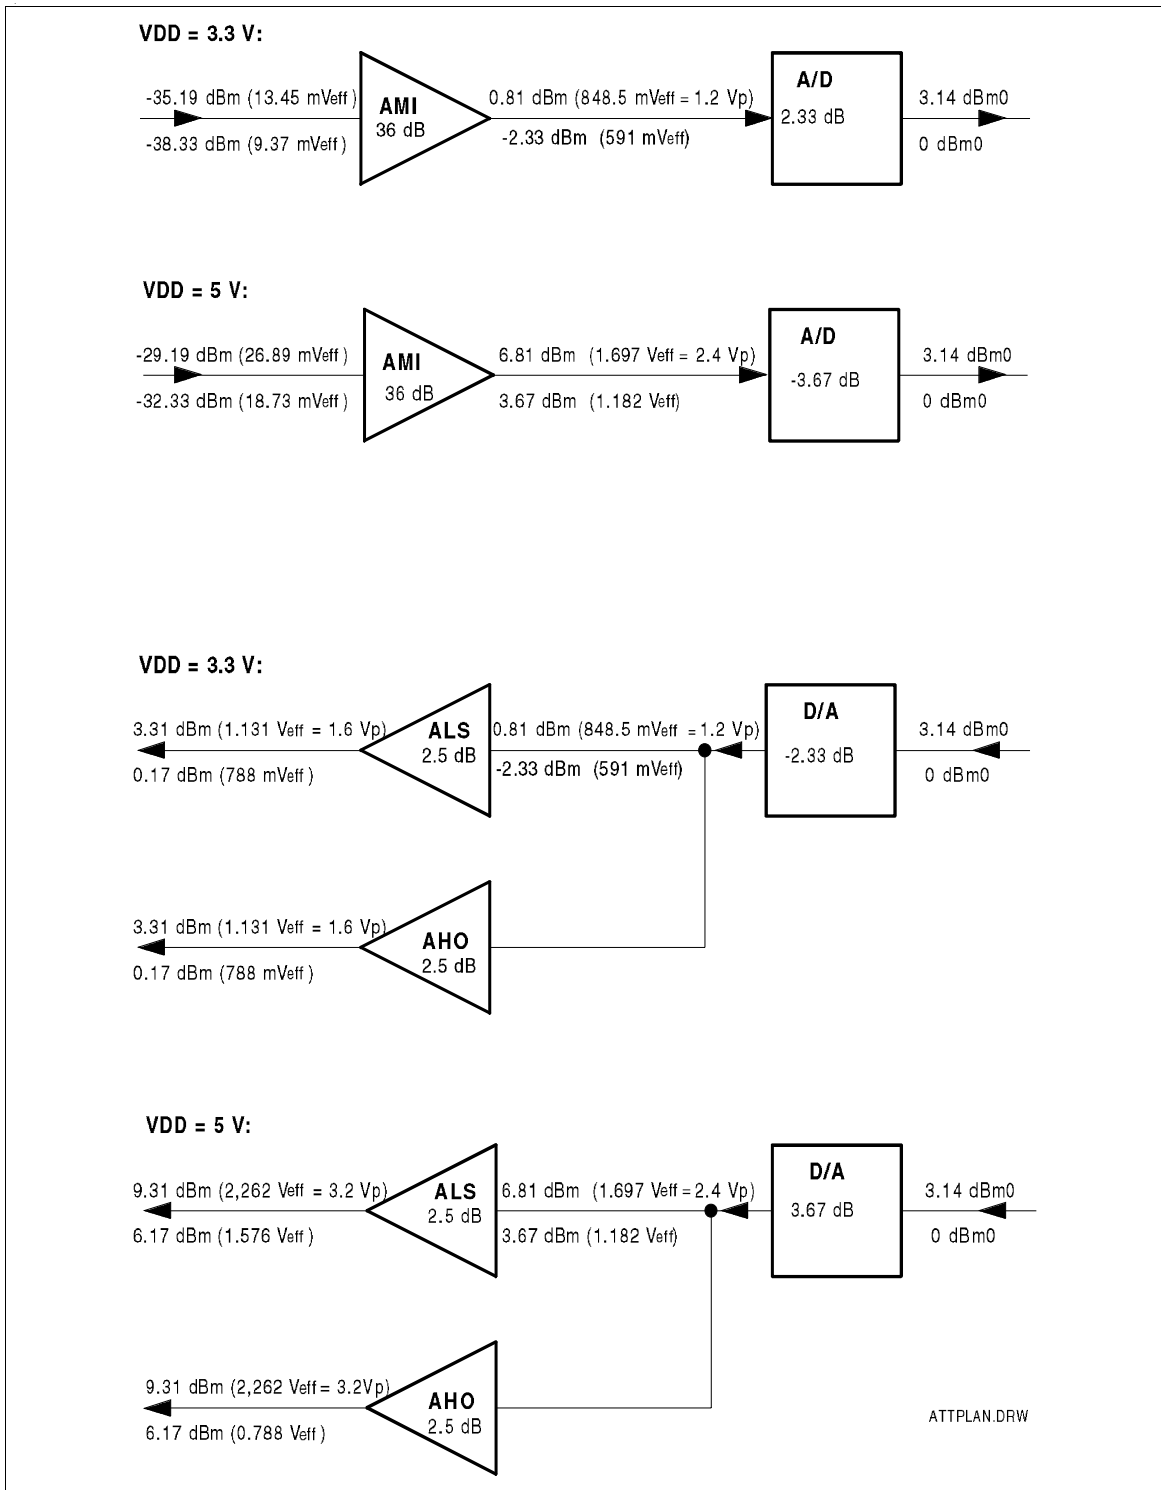 VDD = 3.3 V:
-35.19 dBm (13.45 mVeff)
AMI
36 dB
0.81 dBm (848.5 mVeff = 1.2 Vp)
A/D
2.33 dB
3.14 dBm0
-38.33 dBm (9.37 mVeff)
-2.33 dBm (591 mVeff)
0 dBm0
VDD = 5 V:
-29.19 dBm (26.89 mVeff)
AMI
36 dB
6.81 dBm (1.697 Veff = 2.4 Vp)
A/D
-3.67 dB
3.14 dBm0
-32.33 dBm (18.73 mVeff)
3.67 dBm (1.182 Veff)
0 dBm0
VDD = 3.3 V:
3.31 dBm (1.131 Veff = 1.6 Vp)
ALS
2.5 dB
0.81 dBm (848.5 mVeff = 1.2 Vp)
D/A
-2.33 dB
3.14 dBm0
0.17 dBm (788 mVeff)
-2.33 dBm (591 mVeff)
0 dBm0
3.31 dBm (1.131 Veff = 1.6 Vp)
AHO
2.5 dB
0.17 dBm (788 mVeff)
VDD = 5 V:
9.31 dBm (2,262 Veff = 3.2 Vp)
ALS
2.5 dB
6.81 dBm (1.697 Veff = 2.4 Vp)
D/A
3.67 dB
3.14 dBm0
6.17 dBm (1.576 Veff)
3.67 dBm (1.182 Veff)
0 dBm0
9.31 dBm (2,262 Veff = 3.2Vp)
AHO
2.5 dB
6.17 dBm (0.788 Veff)
ATTPLAN.DRW